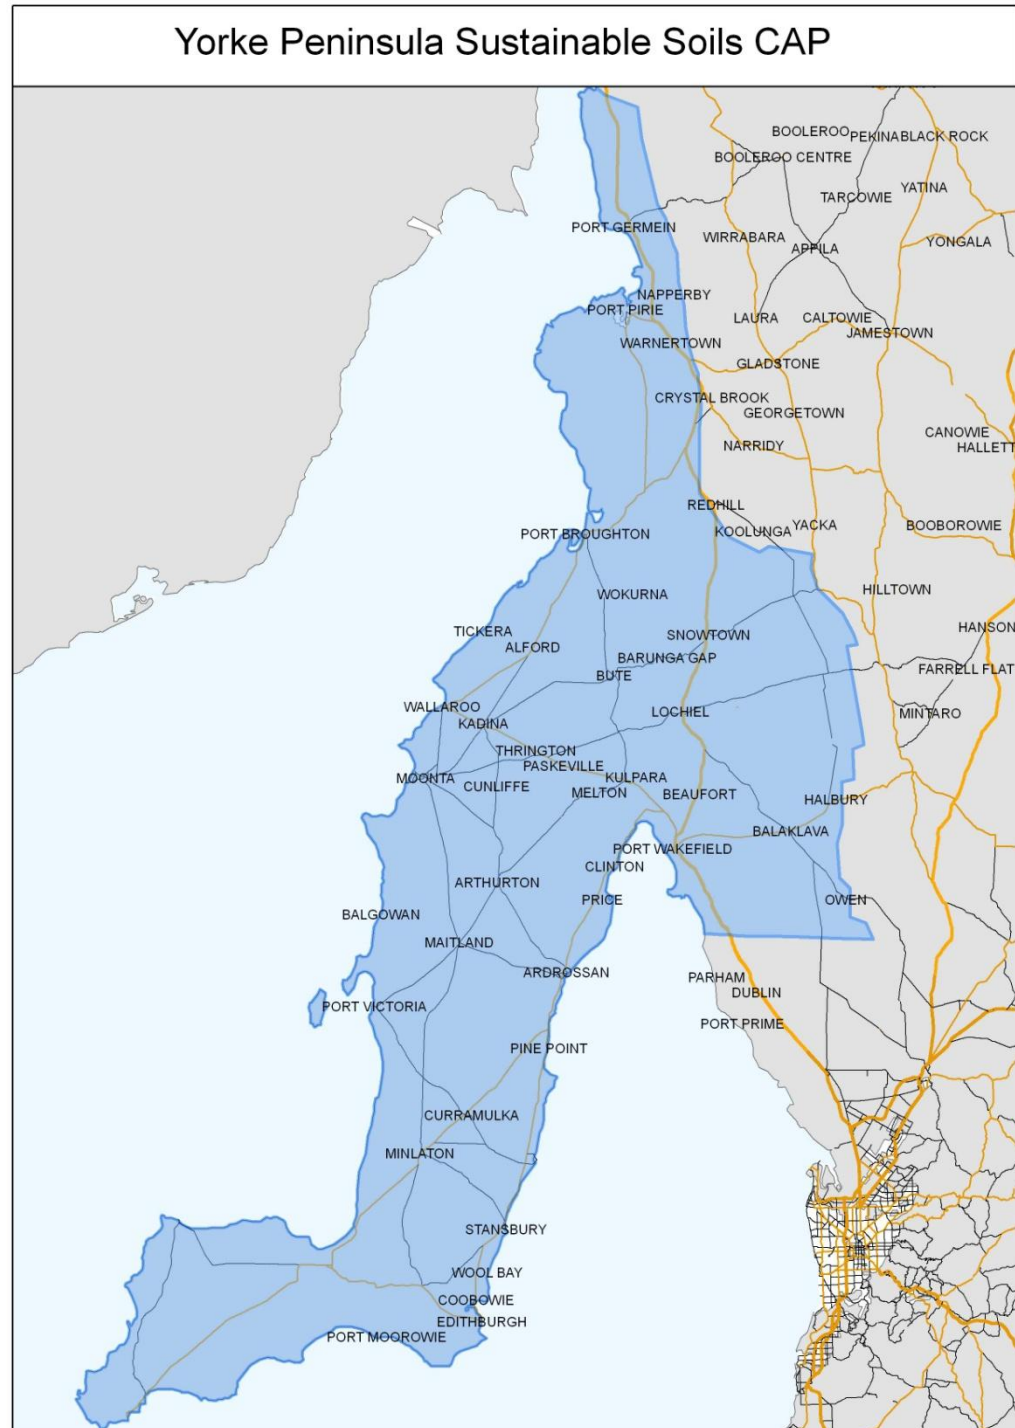 Yorke Peninsula Sustainable Soils CAP
BOOLEROO
PEKINA
BLACK ROCK
BOOLEROO CENTRE
TARCOWIE
YATINA
PORT GERMEIN
WIRRABARA
APPILA
YONGALA
NAPPERBY
PORT PIRIE
LAURA
CALTOWIE
JAMESTOWN
WARNERTOWN
GLADSTONE
CRYSTAL BROOK
GEORGETOWN
CANOWIE
NARRIDY
HALLETT
REDHILL
KOOLUNGA
YACKA
BOOBOROWIE
PORT BROUGHTON
WOKURNA
HILLTOWN
TICKERA
SNOWTOWN
HANSON
ALFORD
BARUNGA GAP
FARRELL FLAT
BUTE
WALLAROO
LOCHIEL
MINTARO
KADINA
THRINGTON
PASKEVILLE
MOONTA
CUNLIFFE
KULPARA
MELTON
BEAUFORT
HALBURY
BALAKLAVA
PORT WAKEFIELD
CLINTON
ARTHURTON
PRICE
OWEN
BALGOWAN
MAITLAND
ARDROSSAN
PARHAM
DUBLIN
PORT VICTORIA
PORT PRIME
PINE POINT
CURRAMULKA
MINLATON
STANSBURY
WOOL BAY
COOBOWIE
EDITHBURGH
PORT MOOROWIE